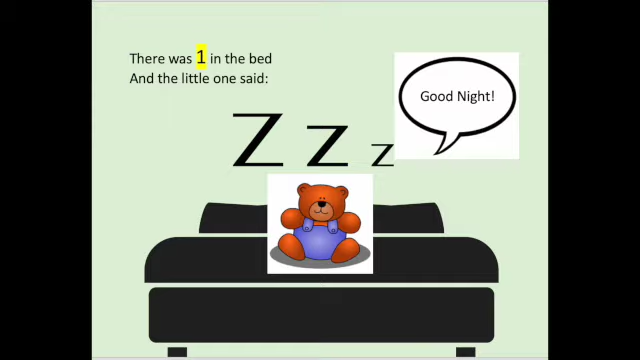 There was 1 in the bed
And the little one said:
Good Night!
Z Z z